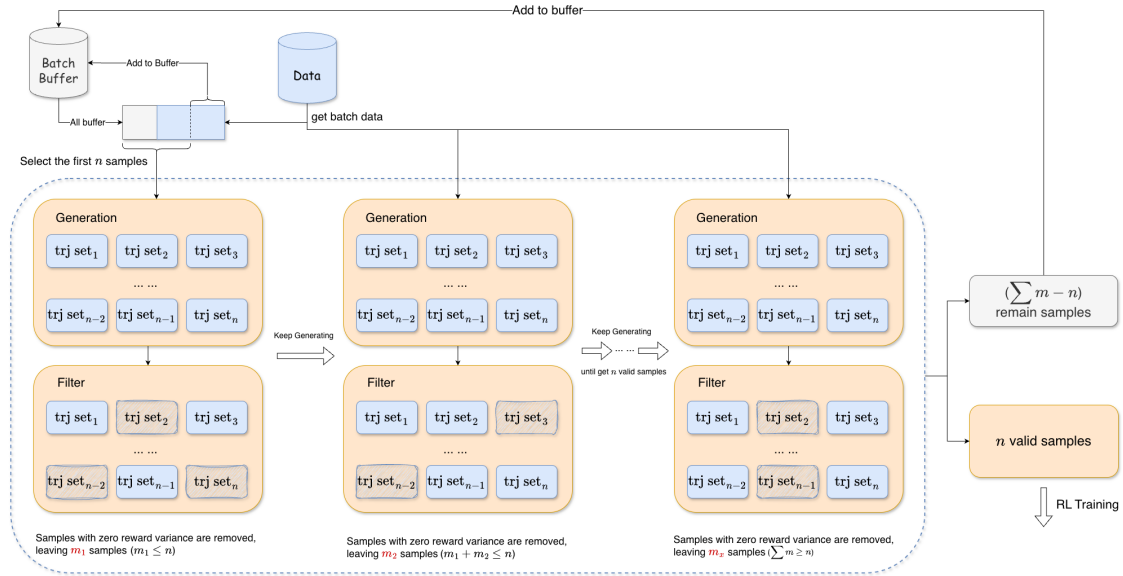 Add to buffer
Batch
Buffer
Add to Buffer
Data
All buffer
get batch data
Select the first n samples
Generation
trj set₁ trj set₂ trj set₃
... ...
trj setₙ₋₂ trj setₙ₋₁ trj setₙ
Filter
trj set₁ trj set₂ trj set₃
... ...
trj setₙ₋₂ trj setₙ₋₁ trj setₙ
Samples with zero reward variance are removed,
leaving m₁ samples (m₁ ≤ n)
Keep Generating
Generation
trj set₁ trj set₂ trj set₃
... ...
trj setₙ₋₂ trj setₙ₋₁ trj setₙ
Filter
trj set₁ trj set₂ trj set₃
... ...
trj setₙ₋₂ trj setₙ₋₁ trj setₙ
Samples with zero reward variance are removed,
leaving m₂ samples (m₁ + m₂ ≤ n)
Keep Generating
... ...
until get n valid samples
Generation
trj set₁ trj set₂ trj set₃
... ...
trj setₙ₋₂ trj setₙ₋₁ trj setₙ
Filter
trj set₁ trj set₂ trj set₃
... ...
trj setₙ₋₂ trj setₙ₋₁ trj setₙ
Samples with zero reward variance are removed,
leaving mₓ samples (∑ m ≥ n)
(∑ m − n)
remain samples
n valid samples
RL Training